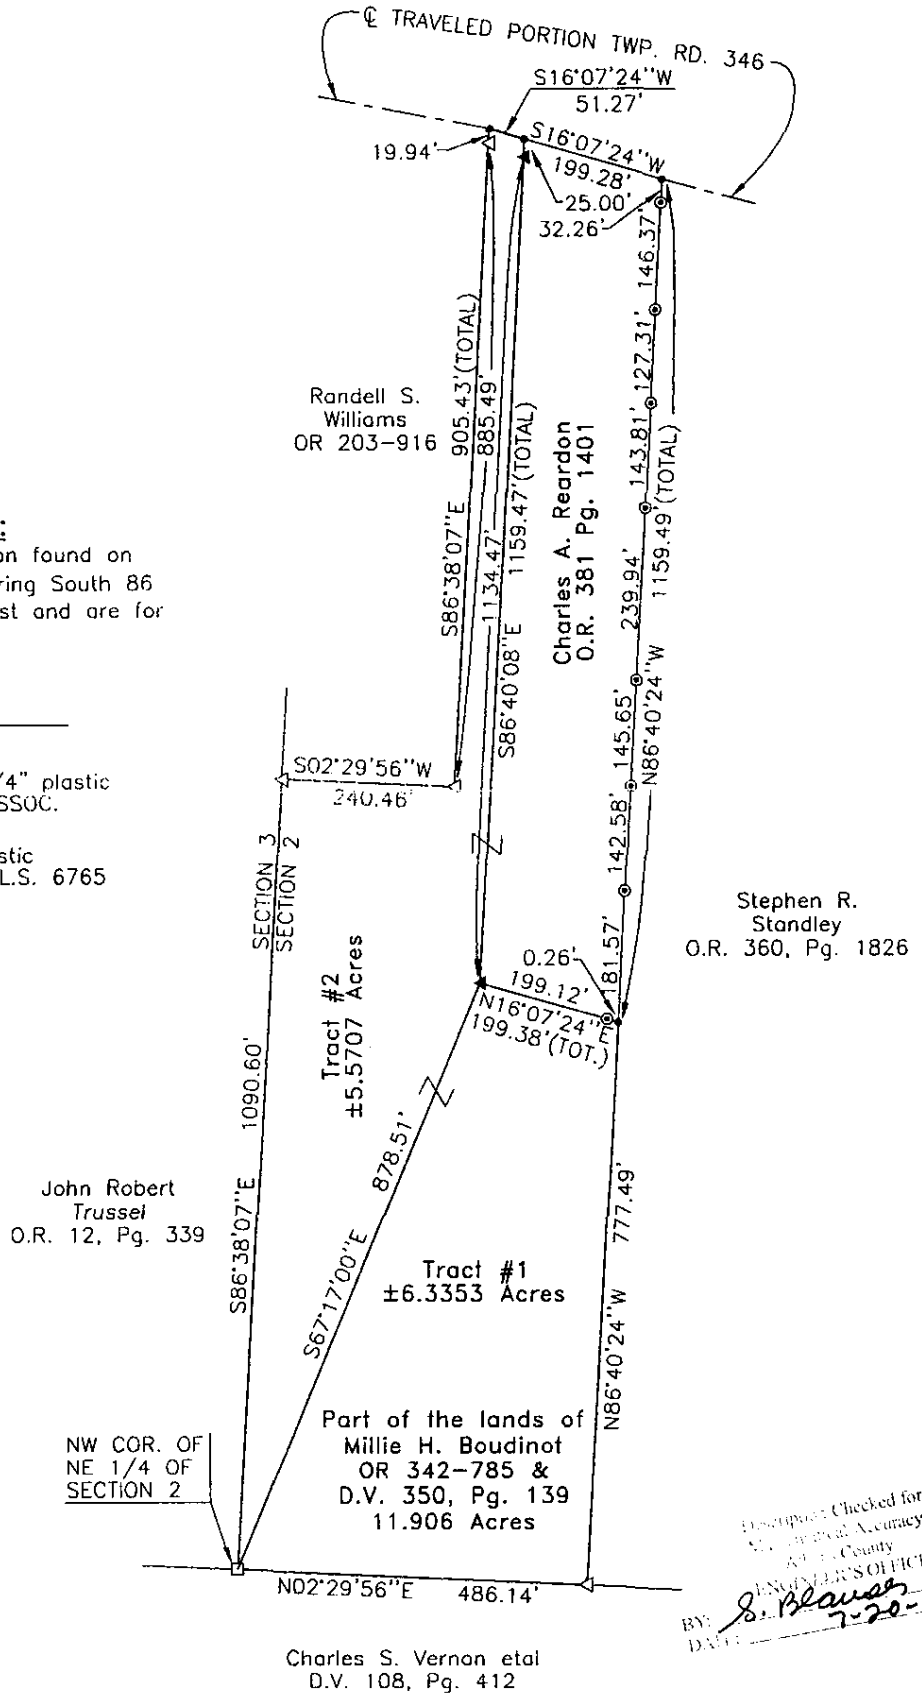 ℄ TRAVELED PORTION TWP. RD. 346
S16°07'24"W
51.27'
19.94'
S16°07'24"W
199.28'
25.00'
32.26'
146.37'
127.31'
143.81'
239.94'
145.65'
142.58'
181.57'
1159.49'(TOTAL)
N86°40'24"W
Randell S.
Williams
OR 203-916
905.43'(TOTAL)
885.49'
S86°38'07"E
1134.47'
1159.47'(TOTAL)
S86°40'08"E
Charles A. Reardon
O.R. 381 Pg. 1401
on found on
ring South 86
st and are for
/4" plastic
SSOC.
stic
L.S. 6765
S02°29'56"W
240.46'
SECTION 3
SECTION 2
Stephen R.
Standley
O.R. 360, Pg. 1826
0.26'
199.12'
N16°07'24"E
199.38'(TOT.)
Tract #2
±5.5707 Acres
1090.60'
S86°38'07"E
878.51'
S67°17'00"E
777.49'
N86°40'24"W
John Robert
Trussel
O.R. 12, Pg. 339
Tract #1
±6.3353 Acres
Part of the lands of
Millie H. Boudinot
OR 342-785 &
D.V. 350, Pg. 139
11.906 Acres
NW COR. OF
NE 1/4 OF
SECTION 2
N02°29'56"E 486.14'
Checked for
Accuracy
County
ENGINEER'S OFFICE
BY: S. Blauser
DATE: 7-20-
Charles S. Vernon etal
D.V. 108, Pg. 412